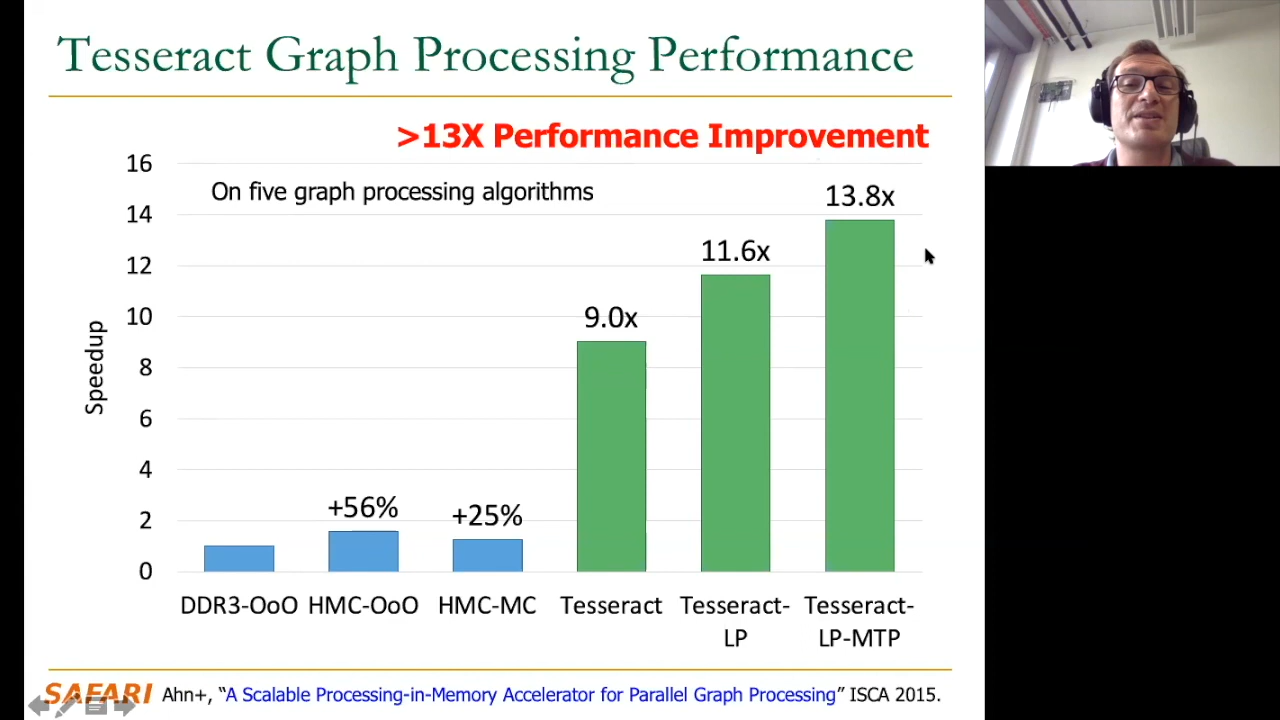 Tesseract Graph Processing Performance
>13X Performance Improvement
On five graph processing algorithms
Speedup
16
14
12
10
8
6
4
2
0
+56%
+25%
9.0x
11.6x
13.8x
DDR3-OoO
HMC-OoO
HMC-MC
Tesseract
Tesseract-
LP
Tesseract-
LP-MTP
SAFARI
Ahn+, “A Scalable Processing-in-Memory Accelerator for Parallel Graph Processing” ISCA 2015.